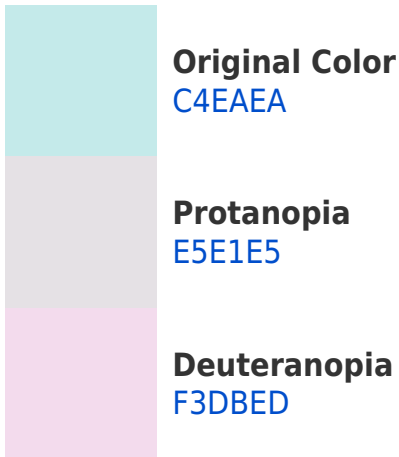 Original Color
C4EAEA
Protanopia
E5E1E5
Deuteranopia
F3DBED